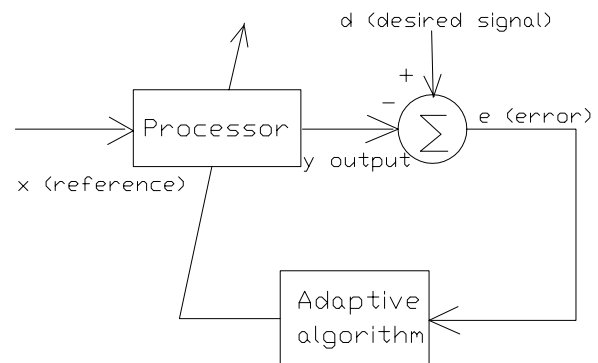 d (desired signal)
+
-
Processor
Σ
e (error)
y output
x (reference)
Adaptive
algorithm